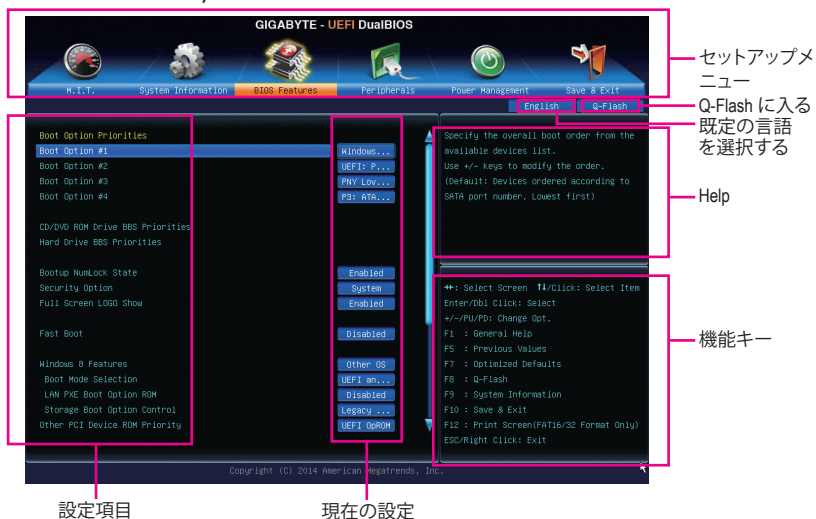 GIGABYTE - UEFI DualBIOS
M.I.T. System Information BIOS Features Peripherals Power Management Save & Exit
English Q-Flash
セットアップメ
ニュー
Q-Flash に入る
既定の言語
を選択する
Boot Option Priorities
Boot Option #1 Windows...
Boot Option #2 UEFI: P...
Boot Option #3 PNY Lov...
Boot Option #4 P3: ATA...
CD/DVD ROM Drive BBS Priorities
Hard Drive BBS Priorities
Bootup NumLock State Enabled
Security Option System
Full Screen LOGO Show Enabled
Fast Boot Disabled
Windows 8 Features Other OS
Boot Mode Selection UEFI an...
LAN PXE Boot Option ROM Disabled
Storage Boot Option Control Legacy ...
Other PCI Device ROM Priority UEFI OpROM
Specify the overall boot order from the
available devices list.
Use +/- keys to modify the order.
(Default: Devices ordered according to
SATA port number. Lowest first)
Help
→←: Select Screen ↑↓/Click: Select Item
Enter/Dbl Click: Select
+/-/PU/PD: Change Opt.
F1 : General Help
F5 : Previous Values
F7 : Optimized Defaults
F8 : Q-Flash
F9 : System Information
F10 : Save & Exit
F12 : Print Screen(FAT16/32 Format Only)
ESC/Right Click: Exit
機能キー
Copyright (C) 2014 American Megatrends, Inc.
設定項目
現在の設定